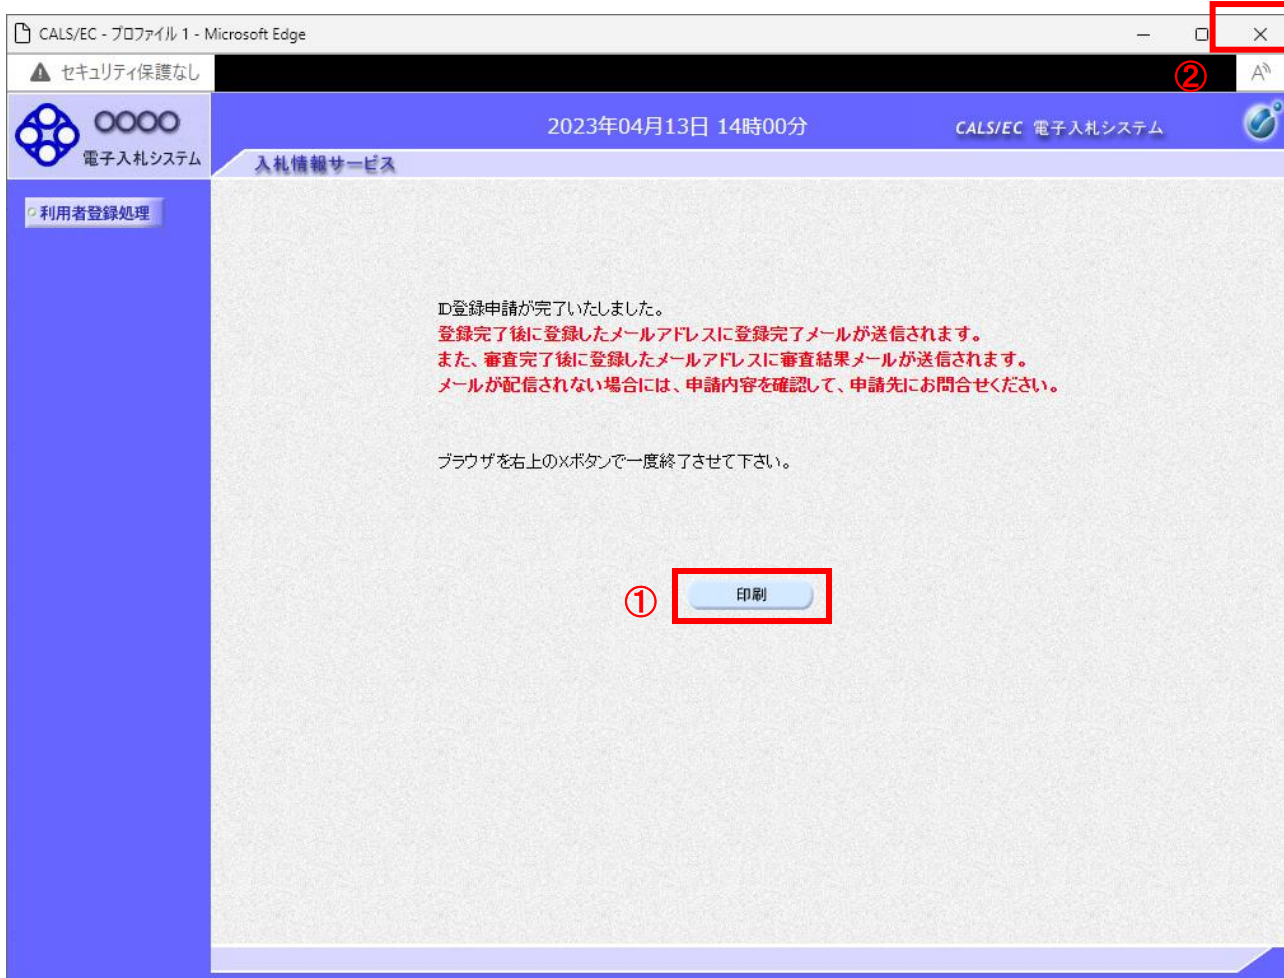 CALS/EC - プロファイル 1 - Microsoft Edge
セキュリティ保護なし
②
A
〇〇〇〇
電子入札システム
2023年04月13日 14時00分
CALS/EC 電子入札システム
入札情報サービス
利用者登録処理
ID登録申請が完了いたしました。
登録完了後に登録したメールアドレスに登録完了メールが送信されます。
また、審査完了後に登録したメールアドレスに審査結果メールが送信されます。
メールが配信されない場合には、申請内容を確認して、申請先にお問合せください。
ブラウザを右上のXボタンで一度終了させて下さい。
① 印刷